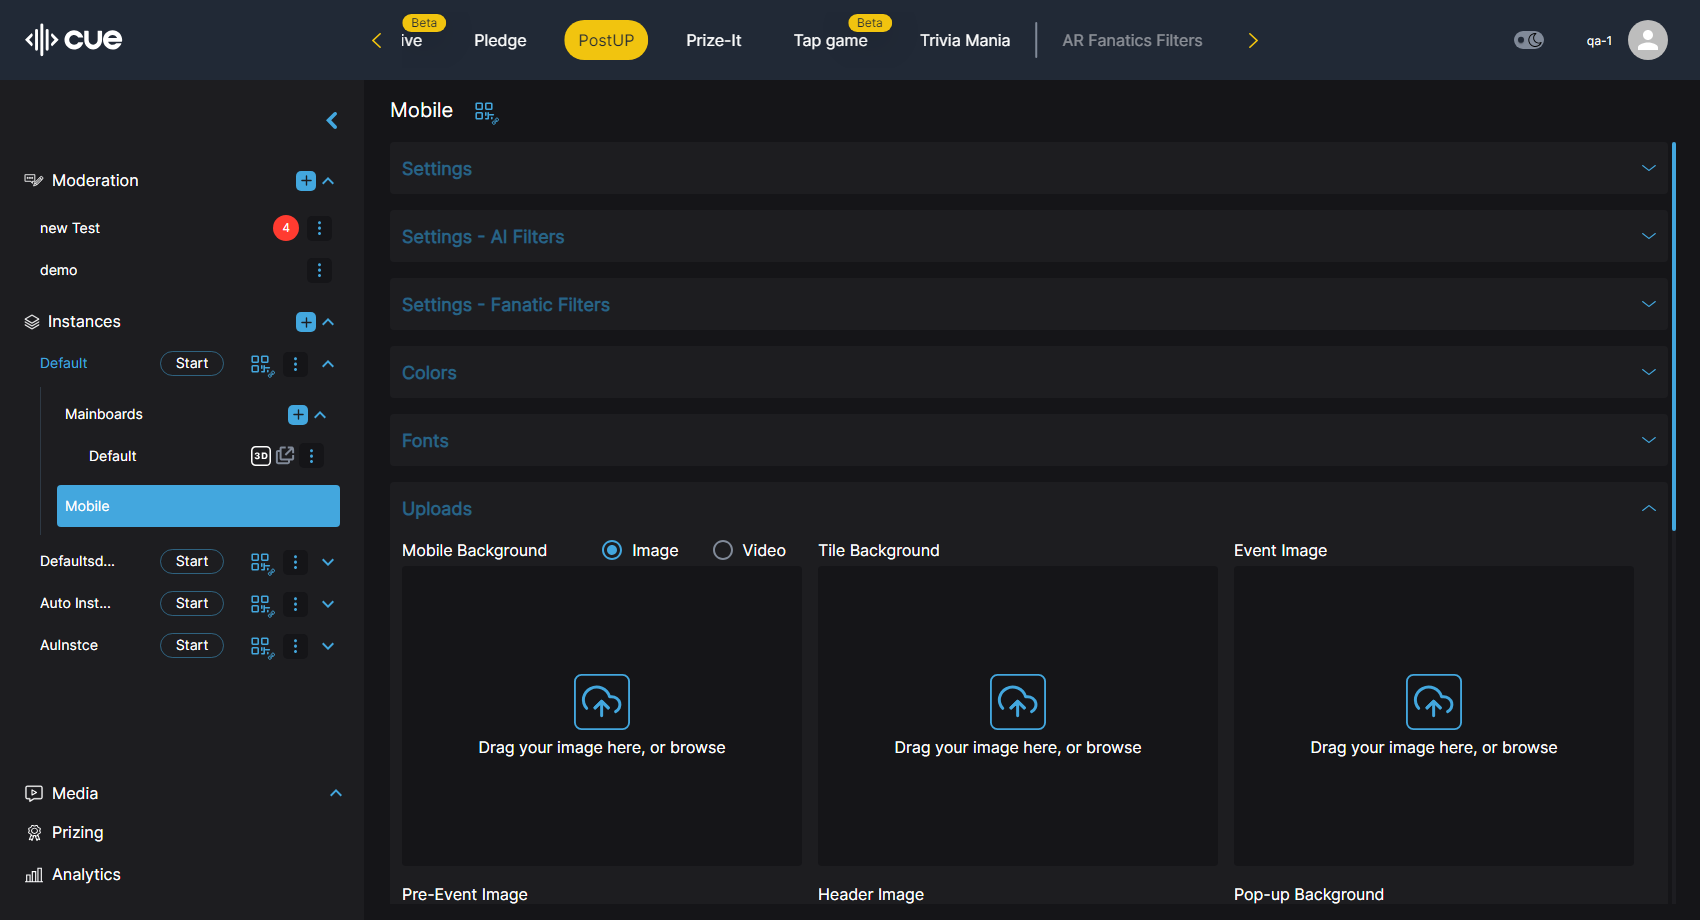 cue
Beta
ive
Pledge
PostUP
Prize-It
Beta
Tap game
Trivia Mania
AR Fanatics Filters
qa-1
Mobile
Moderation
new Test
4
demo
Instances
Default
Start
Mainboards
Default
3D
Mobile
Defaultsd...
Start
Auto Inst...
Start
AuInstce
Start
Media
Prizing
Analytics
Settings
Settings - AI Filters
Settings - Fanatic Filters
Colors
Fonts
Uploads
Mobile Background
Image
Video
Tile Background
Event Image
Drag your image here, or browse
Drag your image here, or browse
Drag your image here, or browse
Pre-Event Image
Header Image
Pop-up Background